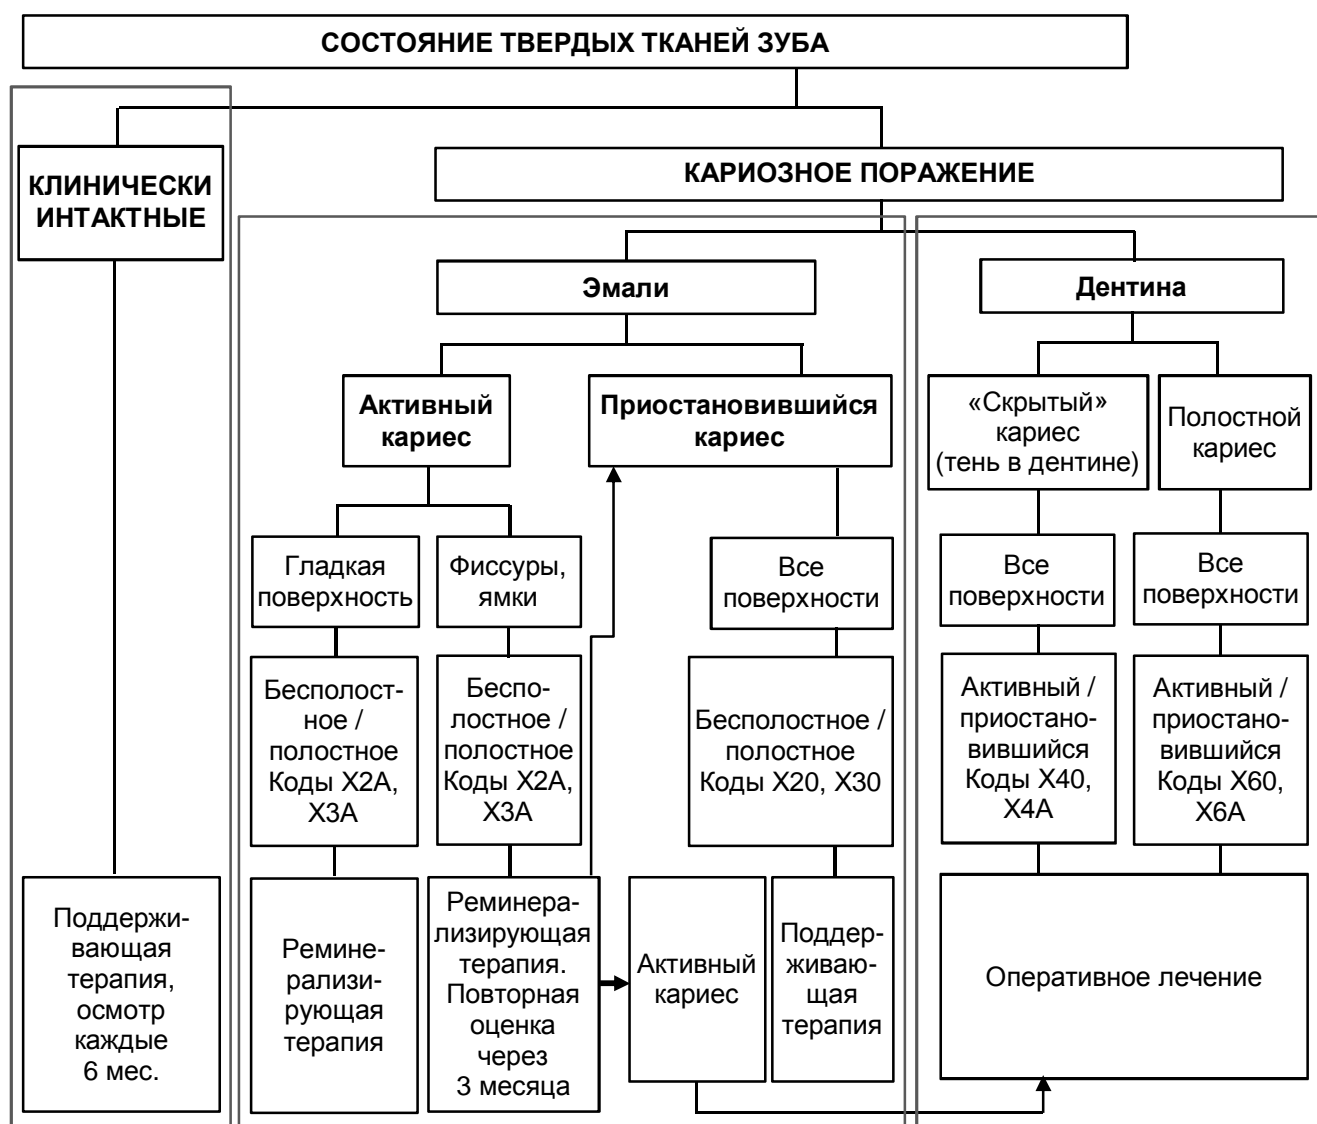 СОСТОЯНИЕ ТВЕРДЫХ ТКАНЕЙ ЗУБА
КЛИНИЧЕСКИ
ИНТАКТНЫЕ
КАРИОЗНОЕ ПОРАЖЕНИЕ
Эмали
Дентина
Активный
кариес
Приостановившийся
кариес
«Скрытый»
кариес
(тень в дентине)
Полостной
кариес
Гладкая
поверхность
Фиссуры,
ямки
Все
поверхности
Все
поверхности
Все
поверхности
Бесполост-
ное /
полостное
Коды X2A,
X3A
Беспо-
лостное /
полостное
Коды X2A,
X3A
Бесполостное /
полостное
Коды X20, X30
Активный /
приостано-
вившийся
Коды X40,
X4A
Активный /
приостано-
вившийся
Коды X60,
X6A
Поддержи-
вающая
терапия,
осмотр
каждые
6 мес.
Ремине-
рализи-
рующая
терапия
Реминера-
лизирующая
терапия.
Повторная
оценка
через
3 месяца
Активный
кариес
Поддер-
живаю-
щая
терапия
Оперативное лечение